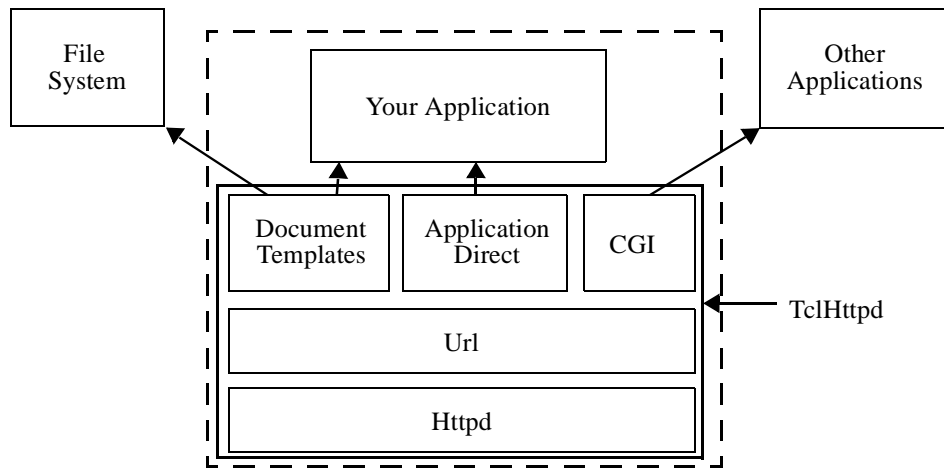 File
System
Your Application
Other
Applications
Document
Templates
Application
Direct
CGI
TclHttpd
Url
Httpd